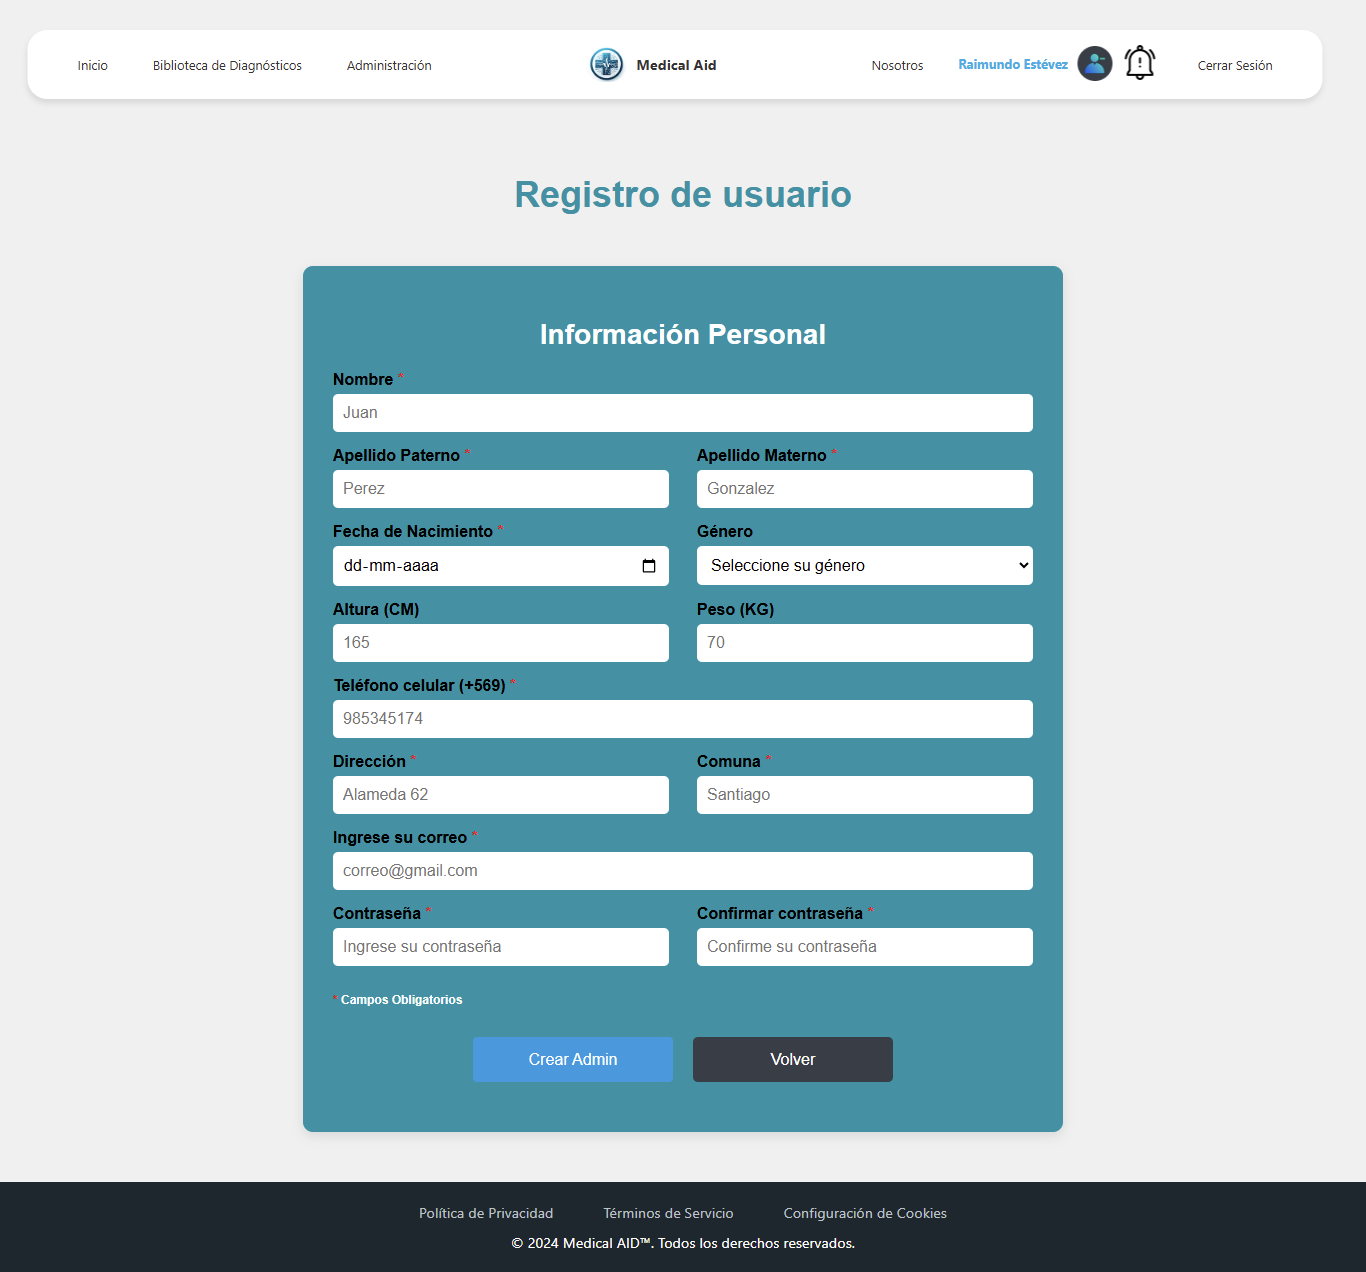 Inicio
Biblioteca de Diagnósticos
Administración
Medical Aid
Nosotros
Raimundo Estévez
Cerrar Sesión
Registro de usuario
Información Personal
Nombre *
Juan
Apellido Paterno * Apellido Materno *
Perez Gonzalez
Fecha de Nacimiento * Género
dd-mm-aaaa Seleccione su género
Altura (CM) Peso (KG)
165 70
Teléfono celular (+569) *
985345174
Dirección * Comuna *
Alameda 62 Santiago
Ingrese su correo *
correo@gmail.com
Contraseña * Confirmar contraseña *
Ingrese su contraseña Confirme su contraseña
* Campos Obligatorios
Crear Admin Volver
Política de Privacidad Términos de Servicio Configuración de Cookies
© 2024 Medical AID™. Todos los derechos reservados.